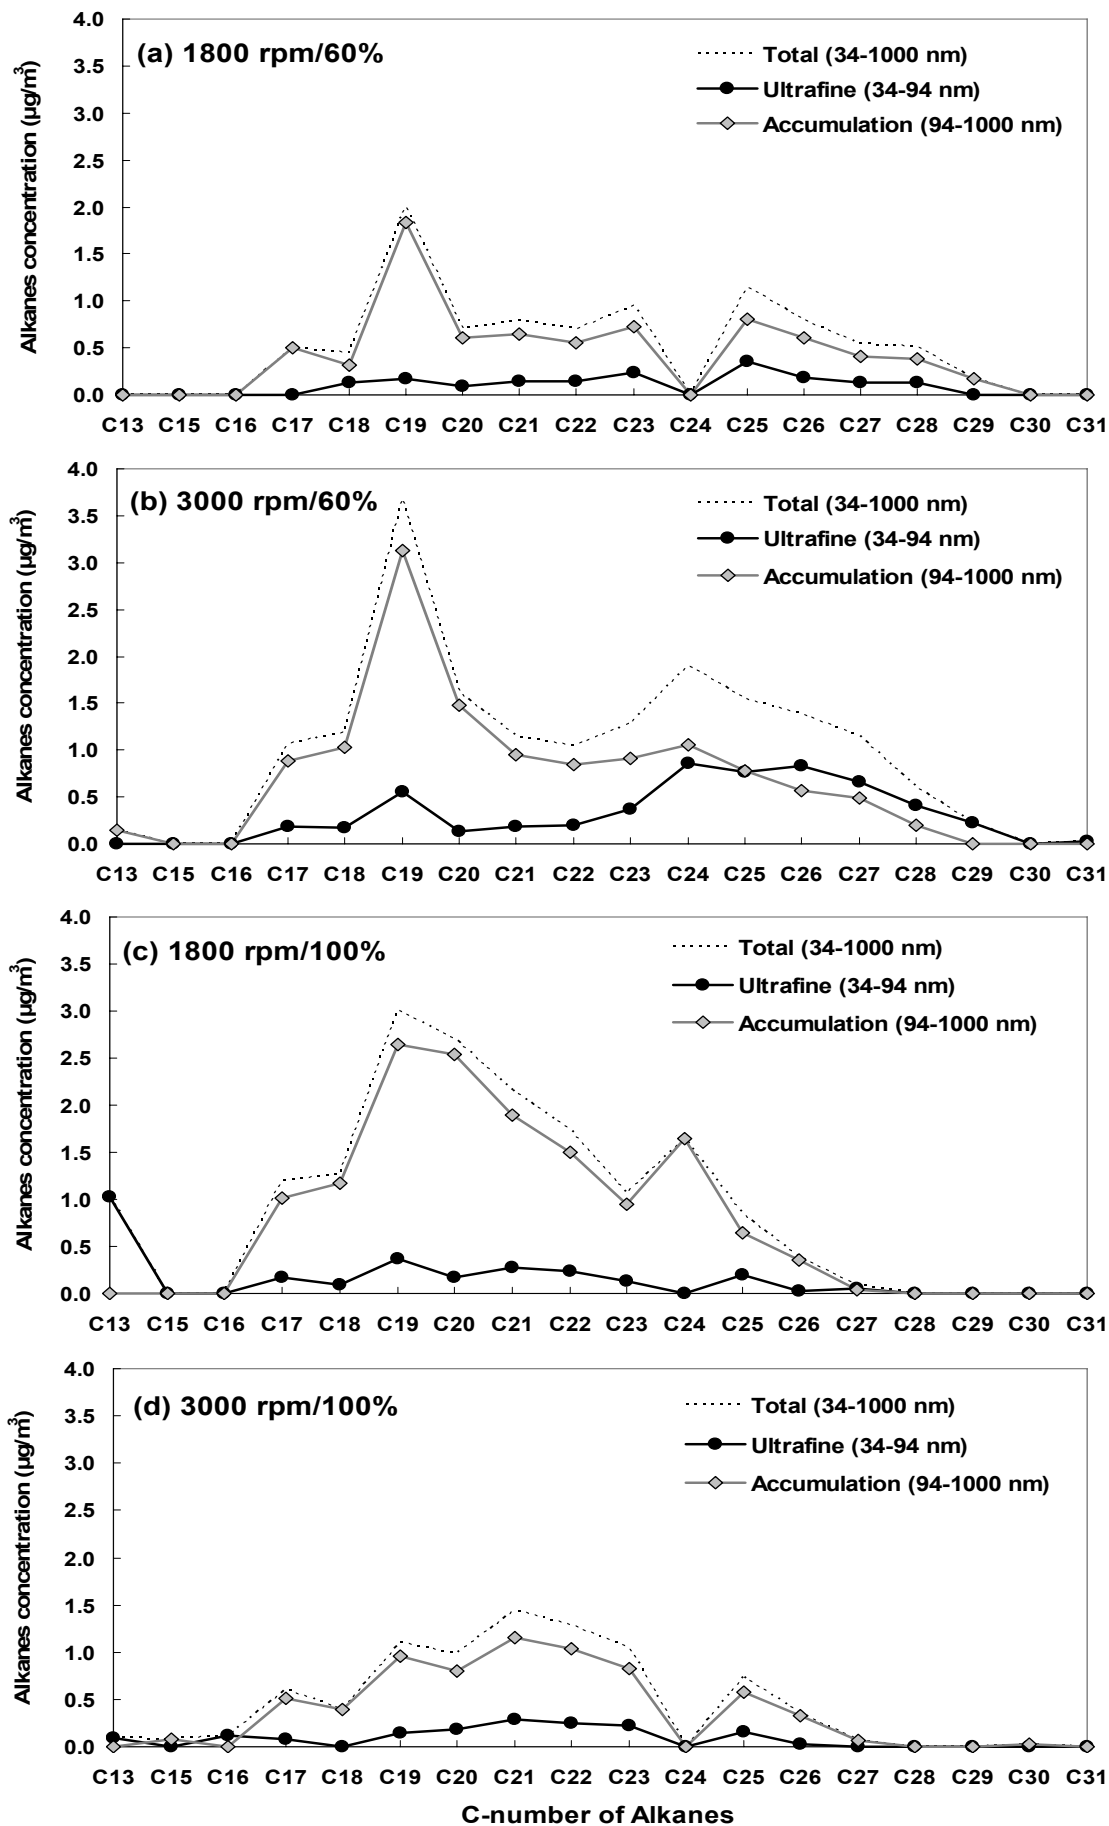 (a) 1800 rpm/60%
Total (34-1000 nm)
Ultrafine (34-94 nm)
Accumulation (94-1000 nm)
Alkanes concentration (µg/m³)
4.0
3.5
3.0
2.5
2.0
1.5
1.0
0.5
0.0
C13 C15 C16 C17 C18 C19 C20 C21 C22 C23 C24 C25 C26 C27 C28 C29 C30 C31
(b) 3000 rpm/60%
Total (34-1000 nm)
Ultrafine (34-94 nm)
Accumulation (94-1000 nm)
Alkanes concentration (µg/m³)
4.0
3.5
3.0
2.5
2.0
1.5
1.0
0.5
0.0
C13 C15 C16 C17 C18 C19 C20 C21 C22 C23 C24 C25 C26 C27 C28 C29 C30 C31
(c) 1800 rpm/100%
Total (34-1000 nm)
Ultrafine (34-94 nm)
Accumulation (94-1000 nm)
Alkanes concentration (µg/m³)
4.0
3.5
3.0
2.5
2.0
1.5
1.0
0.5
0.0
C13 C15 C16 C17 C18 C19 C20 C21 C22 C23 C24 C25 C26 C27 C28 C29 C30 C31
(d) 3000 rpm/100%
Total (34-1000 nm)
Ultrafine (34-94 nm)
Accumulation (94-1000 nm)
Alkanes concentration (µg/m³)
4.0
3.5
3.0
2.5
2.0
1.5
1.0
0.5
0.0
C13 C15 C16 C17 C18 C19 C20 C21 C22 C23 C24 C25 C26 C27 C28 C29 C30 C31
C-number of Alkanes